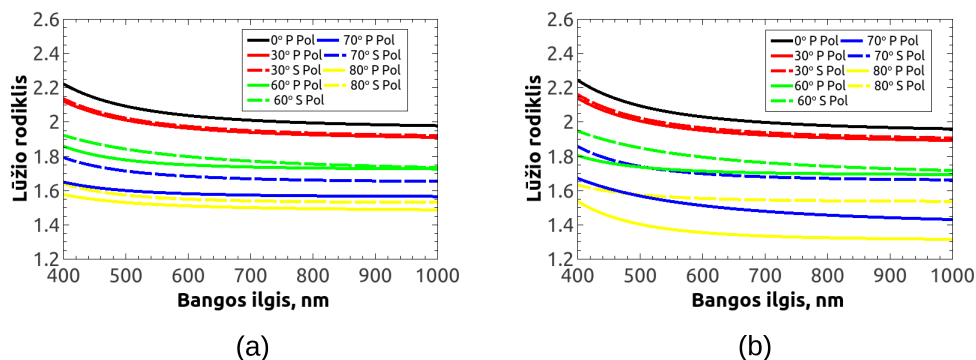 2.6
2.4
2.2
2
1.8
1.6
1.4
1.2
Lūžio rodiklis
0° P Pol
30° P Pol
30° S Pol
60° P Pol
60° S Pol
70° P Pol
70° S Pol
80° P Pol
80° S Pol
400 500 600 700 800 900 1000
Bangos ilgis, nm
(a)
2.6
2.4
2.2
2
1.8
1.6
1.4
1.2
Lūžio rodiklis
0° P Pol
30° P Pol
30° S Pol
60° P Pol
60° S Pol
70° P Pol
70° S Pol
80° P Pol
80° S Pol
400 500 600 700 800 900 1000
Bangos ilgis, nm
(b)